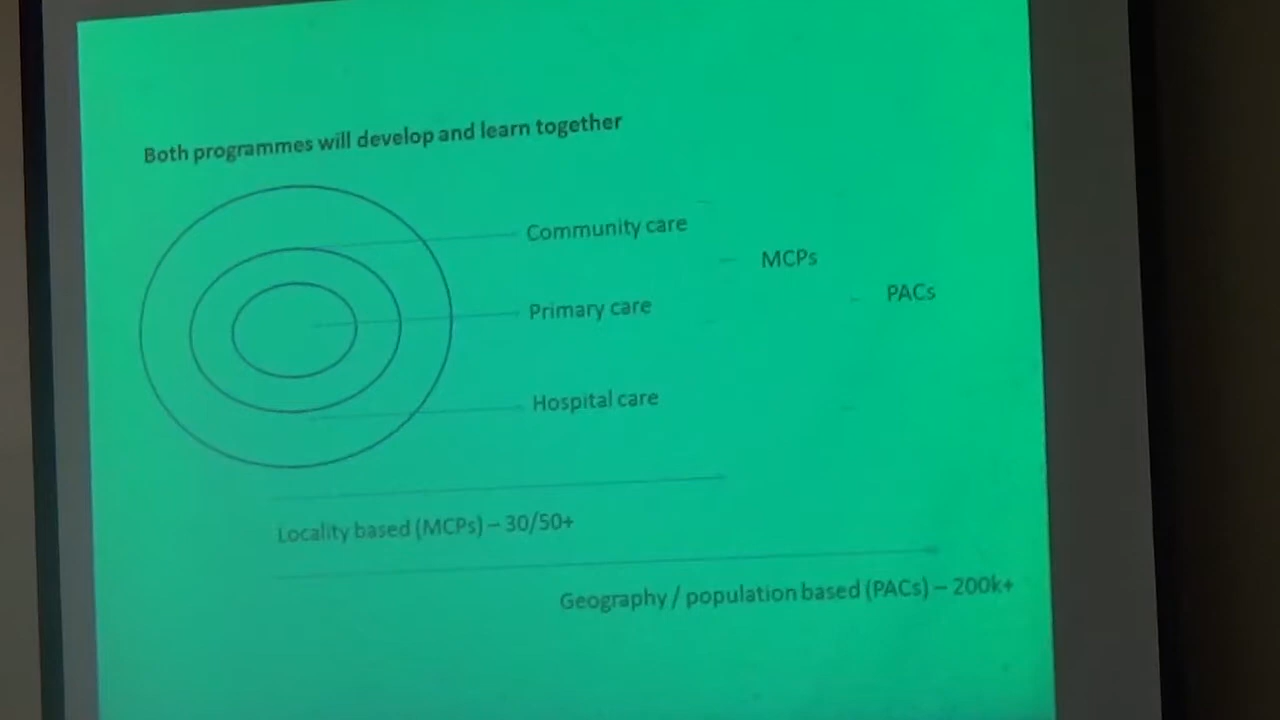 Both programmes will develop and learn together
Community care
MCPs
PACs
Primary care
Hospital care
Locality based (MCPs) – 30/50+
Geography / population based (PACs) – 200k+